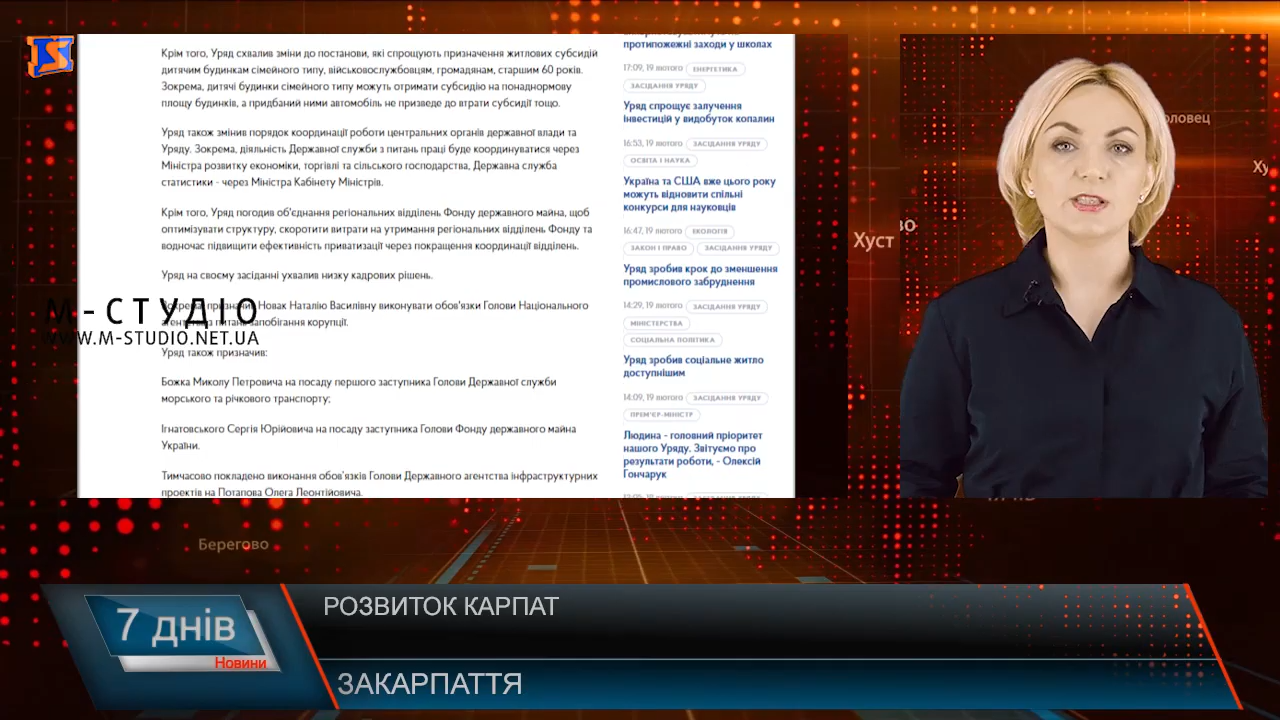 Крім того, Уряд схвалив зміни до постанови, які спрощують призначення житлових субсидій
дитячим будинкам сімейного типу, військовослужбовцям, громадянам, старшим 60 років.
Зокрема, дитячі будинки сімейного типу можуть отримати субсидію на понаднормову
площу будинків, а придбаний ними автомобіль не призведе до втрати субсидії тощо.
Уряд також змінив порядок координації роботи центральних органів державної влади та
Уряду. Зокрема, діяльність Державної служби з питань праці буде координуватися через
Міністра розвитку економіки, торгівлі та сільського господарства, Державна служба
статистики - через Міністра Кабінету Міністрів.
Крім того, Уряд погодив об'єднання регіональних відділень Фонду державного майна, щоб
оптимізувати структуру, скоротити витрати на утримання регіональних відділень Фонду та
водночас підвищити ефективність приватизації через покращення координації відділень.
Уряд на своєму засіданні ухвалив низку кадрових рішень.
Зокрема, призначив Новак Наталію Василівну виконувати обов'язки Голови Національного
агентства з питань запобігання корупції.
Уряд також призначив:
Божка Миколу Петровича на посаду першого заступника Голови Державної служби
морського та річкового транспорту;
Ігнатовського Сергія Юрійовича на посаду заступника Голови Фонду державного майна
України.
Тимчасово покладено виконання обов'язків Голови Державного агентства інфраструктурних
проектів на Потапова Олега Леонтійовича.
протипожежні заходи у школах
17:09, 19 лютого ЕНЕРГЕТИКА
ЗАСІДАННЯ УРЯДУ
Уряд спрощує залучення
інвестицій у видобуток копалин
16:53, 19 лютого ЗАСІДАННЯ УРЯДУ
ОСВІТА І НАУКА
Україна та США вже цього року
можуть відновити спільні
конкурси для науковців
16:47, 19 лютого ЕКОЛОГІЯ
ЗАКОН І ПРАВО ЗАСІДАННЯ УРЯДУ
Уряд зробив крок до зменшення
промислового забруднення
14:29, 19 лютого ЗАСІДАННЯ УРЯДУ
МІНІСТЕРСТВА
СОЦІАЛЬНА ПОЛІТИКА
Уряд зробив соціальне житло
доступнішим
14:09, 19 лютого ЗАСІДАННЯ УРЯДУ
ПРЕМ'ЄР-МІНІСТР
Людина - головний пріоритет
нашого Уряду. Звітуємо про
результати роботи, - Олексій
Гончарук
М-СТУДІО
WWW.M-STUDIO.NET.UA
Хуст
Берегово
7 днів
Новини
РОЗВИТОК КАРПАТ
ЗАКАРПАТТЯ